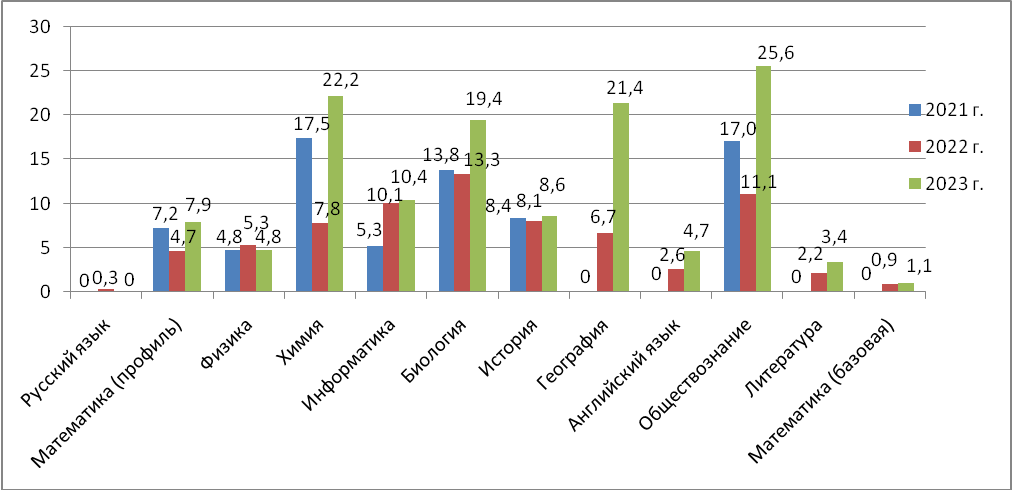 30
25
20
15
10
5
0
0 0,3 0
7,2 4,7 7,9
4,8 5,3 4,8
17,5 7,8 22,2
5,3 10,1 10,4
13,8 13,3 19,4
8,4 8,1 8,6
0 6,7 21,4
0 2,6 4,7
17,0 11,1 25,6
0 2,2 3,4
0 0,9 1,1
Русский язык
Математика (профиль)
Физика
Химия
Информатика
Биология
История
География
Английский язык
Обществознание
Литература
Математика (базовая)
2021 г.
2022 г.
2023 г.